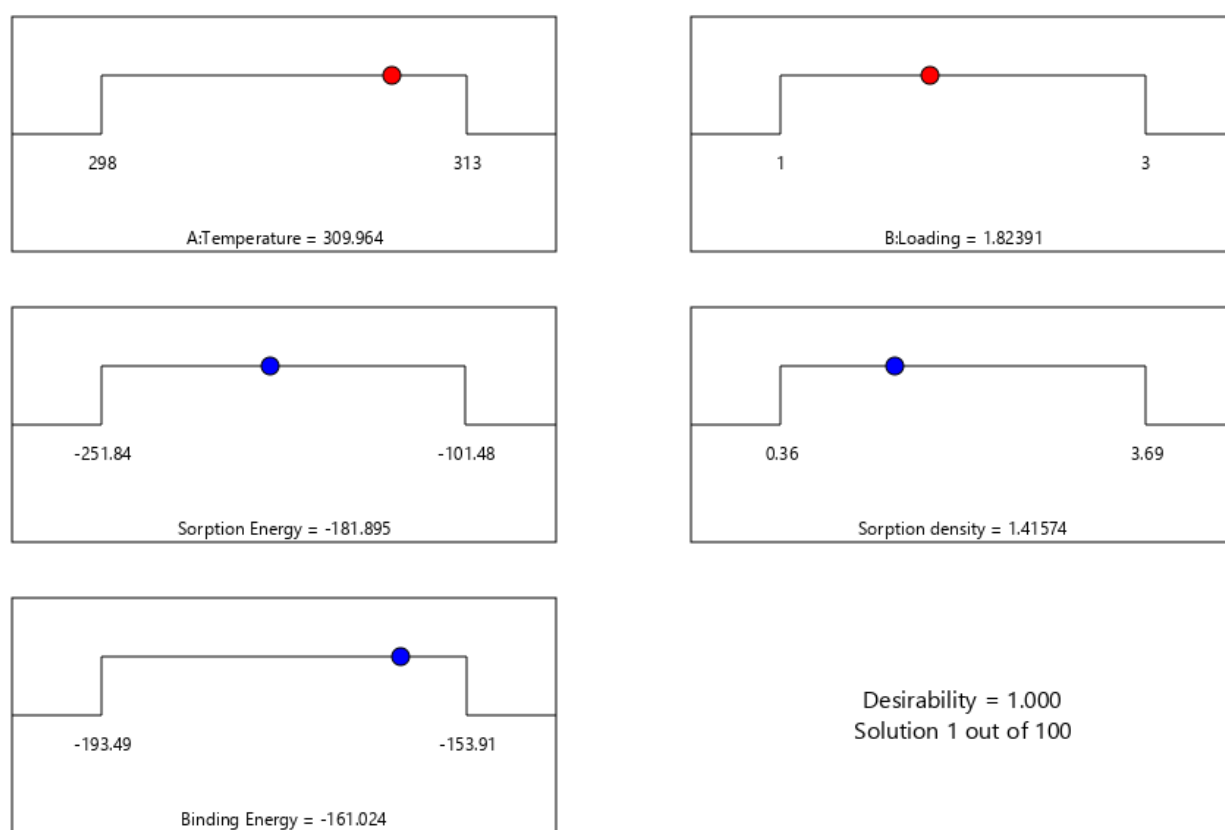 298
313
A:Temperature = 309.964
1
3
B:Loading = 1.82391
-251.84
-101.48
Sorption Energy = -181.895
0.36
3.69
Sorption density = 1.41574
-193.49
-153.91
Binding Energy = -161.024
Desirability = 1.000
Solution 1 out of 100